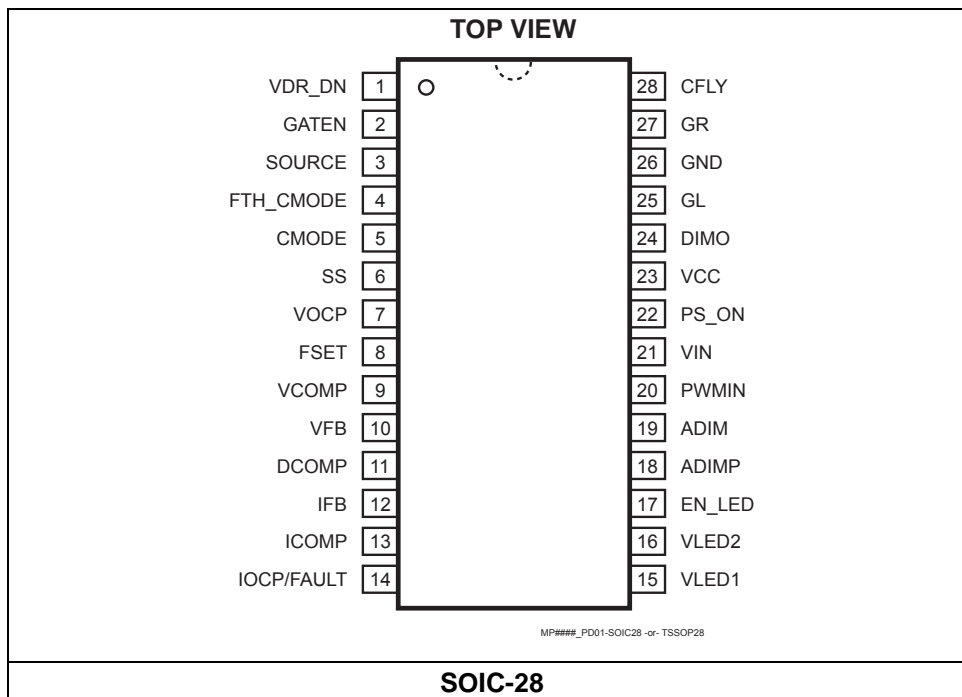 TOP VIEW
VDR_DN 1 28 CFLY
GATEN 2 27 GR
SOURCE 3 26 GND
FTH_CMODE 4 25 GL
CMODE 5 24 DIMO
SS 6 23 VCC
VOCP 7 22 PS_ON
FSET 8 21 VIN
VCOMP 9 20 PWMIN
VFB 10 19 ADIM
DCOMP 11 18 ADIMP
IFB 12 17 EN_LED
ICOMP 13 16 VLED2
IOCP/FAULT 14 15 VLED1
MP####_PD01-SOIC28 -or- TSSOP28
SOIC-28